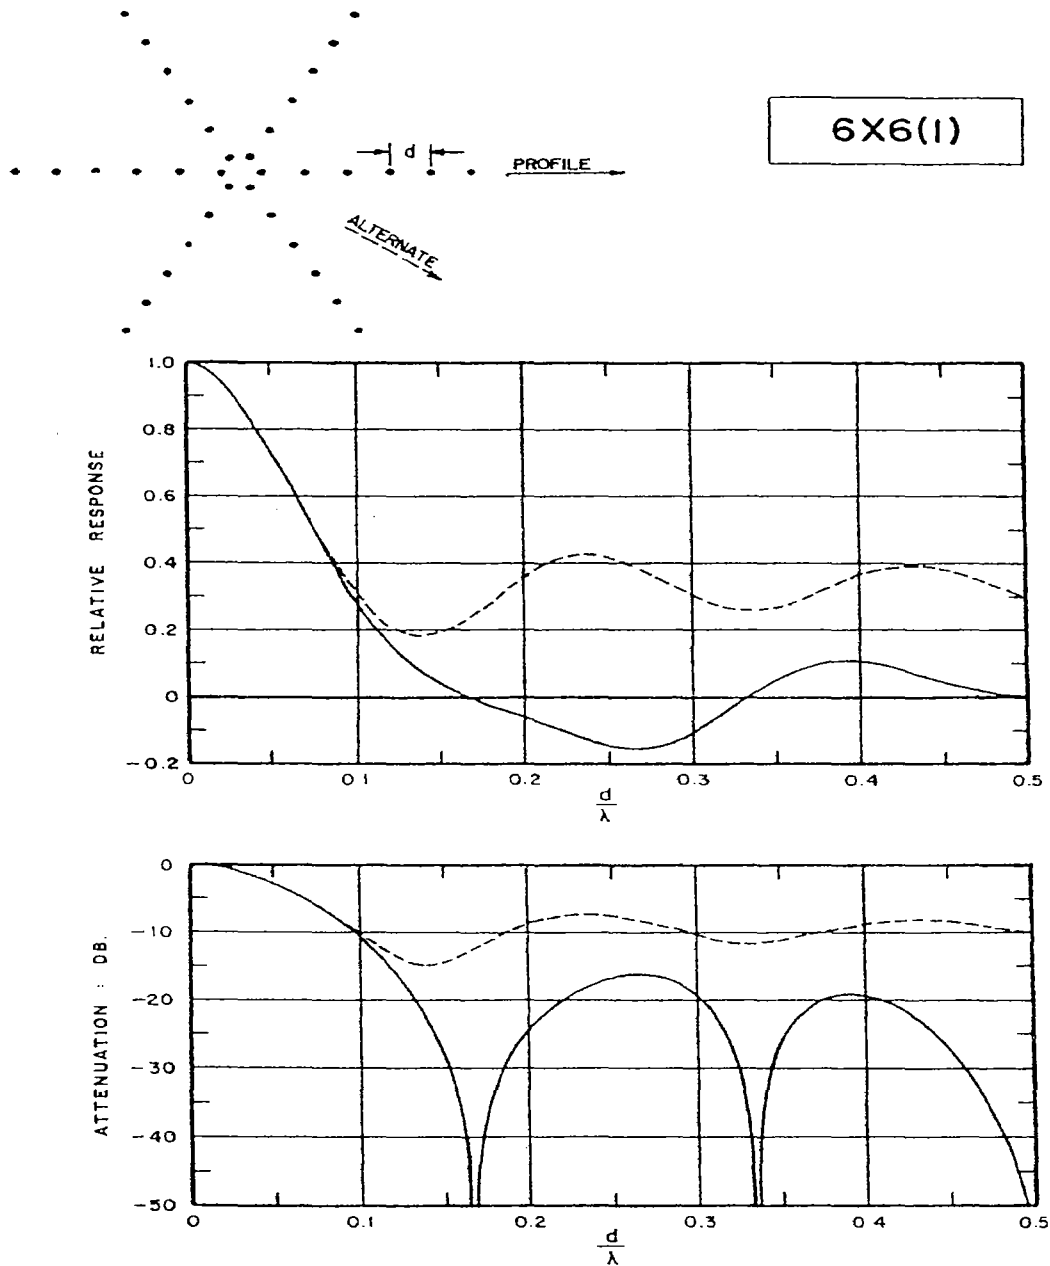 6X6(1)
d
PROFILE
ALTERNATE
1.0
0.8
0.6
0.4
0.2
0
-0.2
RELATIVE RESPONSE
0 0.1 0.2 0.3 0.4 0.5
d
λ
0
-10
-20
-30
-40
-50
ATTENUATION : DB.
0 0.1 0.2 0.3 0.4 0.5
d
λ